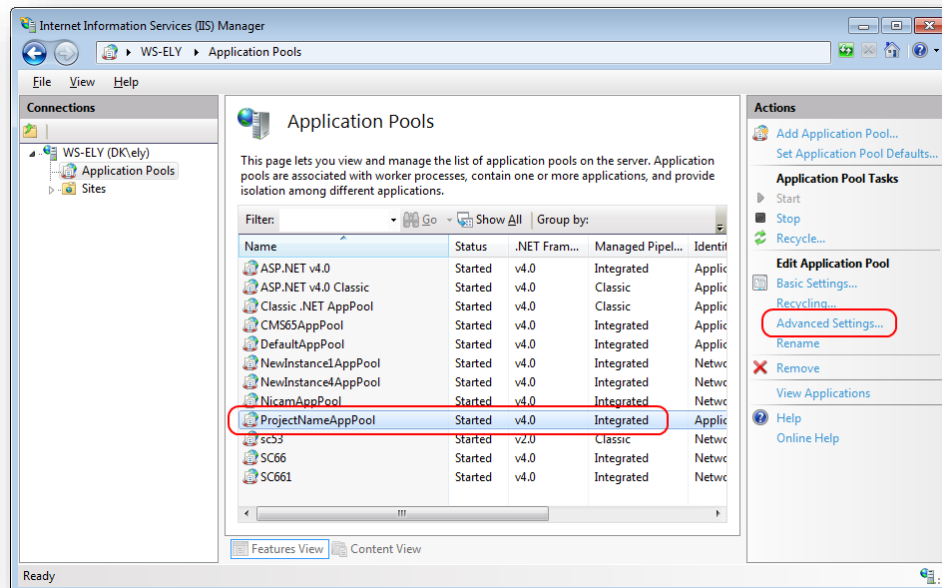 Internet Information Services (IIS) Manager
WS-ELY Application Pools
File View Help
Connections
WS-ELY (DK\ely)
Application Pools
Sites
Application Pools
This page lets you view and manage the list of application pools on the server. Application
pools are associated with worker processes, contain one or more applications, and provide
isolation among different applications.
Filter: Go Show All Group by:
Name Status .NET Fram... Managed Pipel... Identit
ASP.NET v4.0 Started v4.0 Integrated Applic
ASP.NET v4.0 Classic Started v4.0 Classic Applic
Classic .NET AppPool Started v4.0 Classic Applic
CMS65AppPool Started v4.0 Integrated Applic
DefaultAppPool Started v4.0 Integrated Applic
NewInstance1AppPool Started v4.0 Integrated Netwo
NewInstance4AppPool Started v4.0 Integrated Netwo
NicamAppPool Started v4.0 Integrated Netwo
ProjectNameAppPool Started v4.0 Integrated Applic
sc53 Started v2.0 Classic Netwo
SC66 Started v4.0 Integrated Netwo
SC661 Started v4.0 Integrated Netwo
Features View Content View
Actions
Add Application Pool...
Set Application Pool Defaults...
Application Pool Tasks
Start
Stop
Recycle...
Edit Application Pool
Basic Settings...
Recycling...
Advanced Settings...
Rename
Remove
View Applications
Help
Online Help
Ready